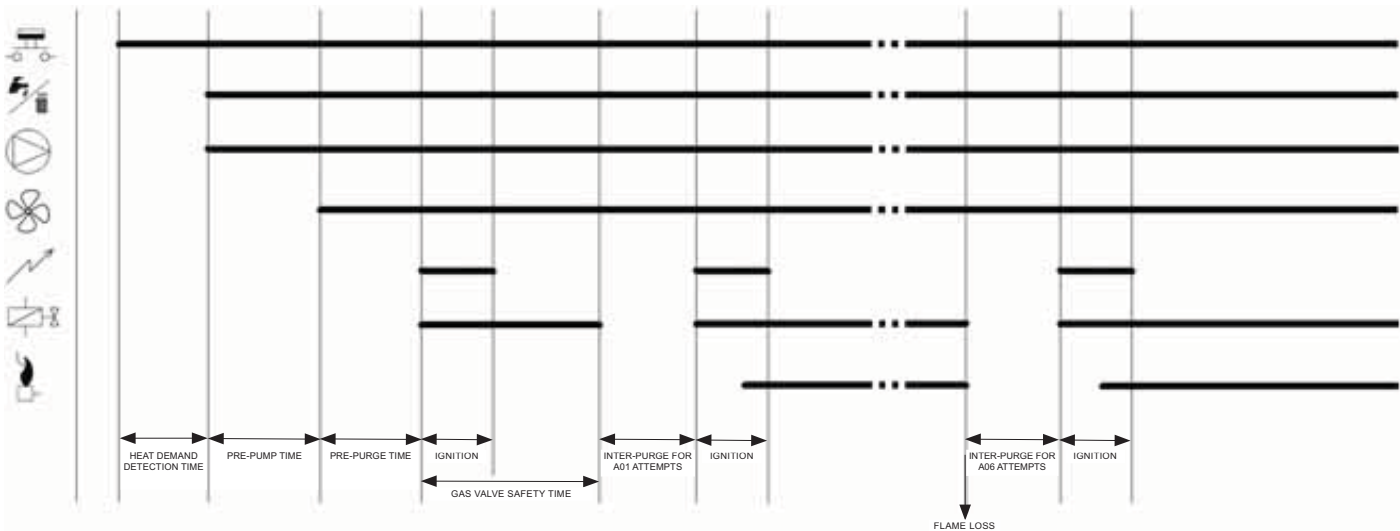 HEAT DEMAND
DETECTION TIME
PRE-PUMP TIME
PRE-PURGE TIME
IGNITION
INTER-PURGE FOR
A01 ATTEMPTS
IGNITION
INTER-PURGE FOR
A06 ATTEMPTS
IGNITION
GAS VALVE SAFETY TIME
FLAME LOSS